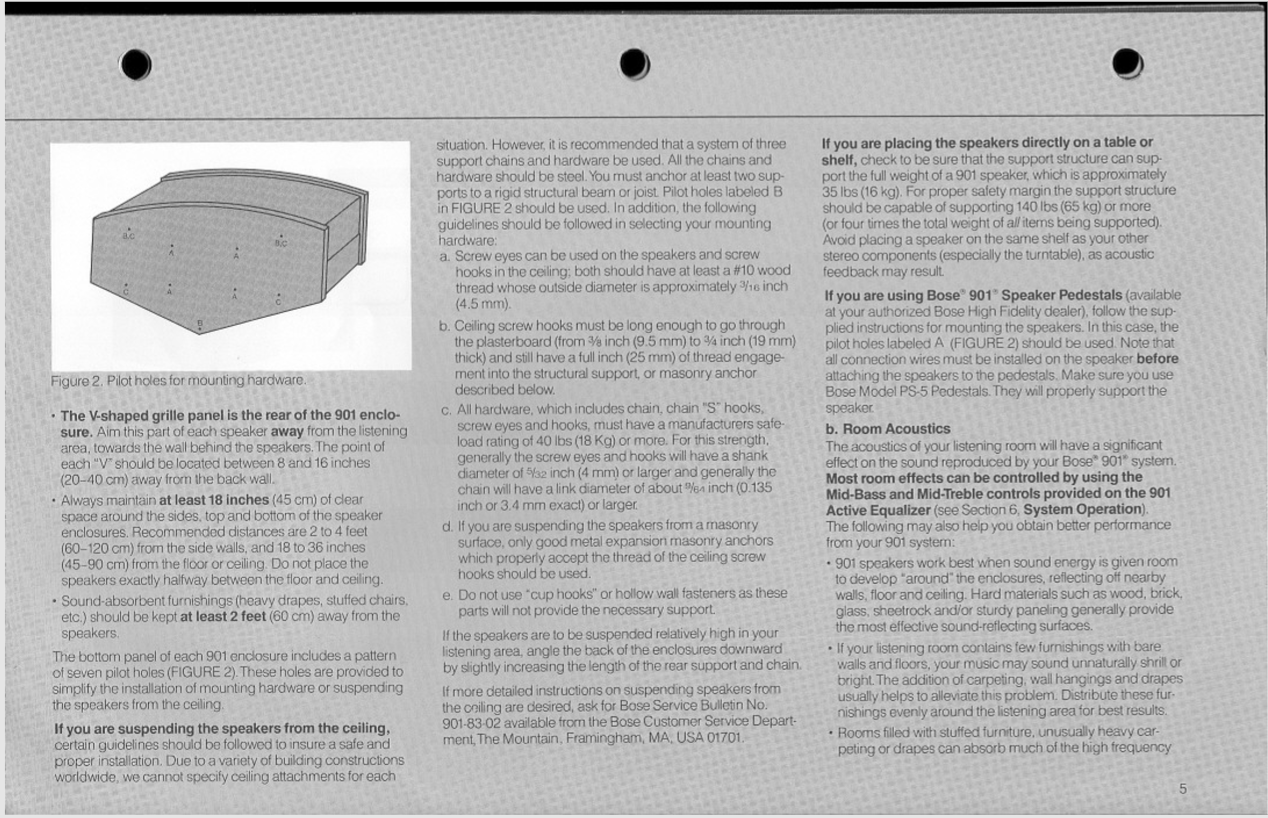 B,C
B,C
A
A
C
A
A
C
B
Figure 2. Pilot holes for mounting hardware.
• The V-shaped grille panel is the rear of the 901 enclo-
sure. Aim this part of each speaker away from the listening
area, towards the wall behind the speakers. The point of
each "V" should be located between 8 and 16 inches
(20–40 cm) away from the back wall.
• Always maintain at least 18 inches (45 cm) of clear
space around the sides, top and bottom of the speaker
enclosures. Recommended distances are 2 to 4 feet
(60–120 cm) from the side walls, and 18 to 36 inches
(45–90 cm) from the floor or ceiling. Do not place the
speakers exactly halfway between the floor and ceiling.
• Sound-absorbent furnishings (heavy drapes, stuffed chairs,
etc.) should be kept at least 2 feet (60 cm) away from the
speakers.
The bottom panel of each 901 enclosure includes a pattern
of seven pilot holes (FIGURE 2). These holes are provided to
simplify the installation of mounting hardware or suspending
the speakers from the ceiling.
If you are suspending the speakers from the ceiling,
certain guidelines should be followed to insure a safe and
proper installation. Due to a variety of building constructions
worldwide, we cannot specify ceiling attachments for each
situation. However, it is recommended that a system of three
support chains and hardware be used. All the chains and
hardware should be steel. You must anchor at least two sup-
ports to a rigid structural beam or joist. Pilot holes labeled B
in FIGURE 2 should be used. In addition, the following
guidelines should be followed in selecting your mounting
hardware:
a. Screw eyes can be used on the speakers and screw
hooks in the ceiling; both should have at least a #10 wood
thread whose outside diameter is approximately 3/16 inch
(4.5 mm).
b. Ceiling screw hooks must be long enough to go through
the plasterboard (from 3/8 inch (9.5 mm) to 3/4 inch (19 mm)
thick) and still have a full inch (25 mm) of thread engage-
ment into the structural support, or masonry anchor
described below.
c. All hardware, which includes chain, chain "S" hooks,
screw eyes and hooks, must have a manufacturers safe-
load rating of 40 lbs (18 Kg) or more. For this strength,
generally the screw eyes and hooks will have a shank
diameter of 5/32 inch (4 mm) or larger and generally the
chain will have a link diameter of about 9/64 inch (0.135
inch or 3.4 mm exact) or larger.
d. If you are suspending the speakers from a masonry
surface, only good metal expansion masonry anchors
which properly accept the thread of the ceiling screw
hooks should be used.
e. Do not use "cup hooks" or hollow wall fasteners as these
parts will not provide the necessary support.
If the speakers are to be suspended relatively high in your
listening area, angle the back of the enclosures downward
by slightly increasing the length of the rear support and chain.
If more detailed instructions on suspending speakers from
the ceiling are desired, ask for Bose Service Bulletin No.
901-83-02 available from the Bose Customer Service Depart-
ment, The Mountain, Framingham, MA, USA 01701.
If you are placing the speakers directly on a table or
shelf, check to be sure that the support structure can sup-
port the full weight of a 901 speaker, which is approximately
35 lbs (16 kg). For proper safety margin the support structure
should be capable of supporting 140 lbs (65 kg) or more
(or four times the total weight of all items being supported).
Avoid placing a speaker on the same shelf as your other
stereo components (especially the turntable), as acoustic
feedback may result.
If you are using Bose® 901® Speaker Pedestals (available
at your authorized Bose High Fidelity dealer), follow the sup-
plied instructions for mounting the speakers. In this case, the
pilot holes labeled A (FIGURE 2) should be used. Note that
all connection wires must be installed on the speaker before
attaching the speakers to the pedestals. Make sure you use
Bose Model PS-5 Pedestals. They will properly support the
speaker.
b. Room Acoustics
The acoustics of your listening room will have a significant
effect on the sound reproduced by your Bose® 901® system.
Most room effects can be controlled by using the
Mid-Bass and Mid-Treble controls provided on the 901
Active Equalizer (see Section 6, System Operation).
The following may also help you obtain better performance
from your 901 system:
• 901 speakers work best when sound energy is given room
to develop "around" the enclosures, reflecting off nearby
walls, floor and ceiling. Hard materials such as wood, brick,
glass, sheetrock and/or sturdy paneling generally provide
the most effective sound-reflecting surfaces.
• If your listening room contains few furnishings with bare
walls and floors, your music may sound unnaturally shrill or
bright. The addition of carpeting, wall hangings and drapes
usually helps to alleviate this problem. Distribute these fur-
nishings evenly around the listening area for best results.
• Rooms filled with stuffed furniture, unusually heavy car-
peting or drapes can absorb much of the high frequency
5